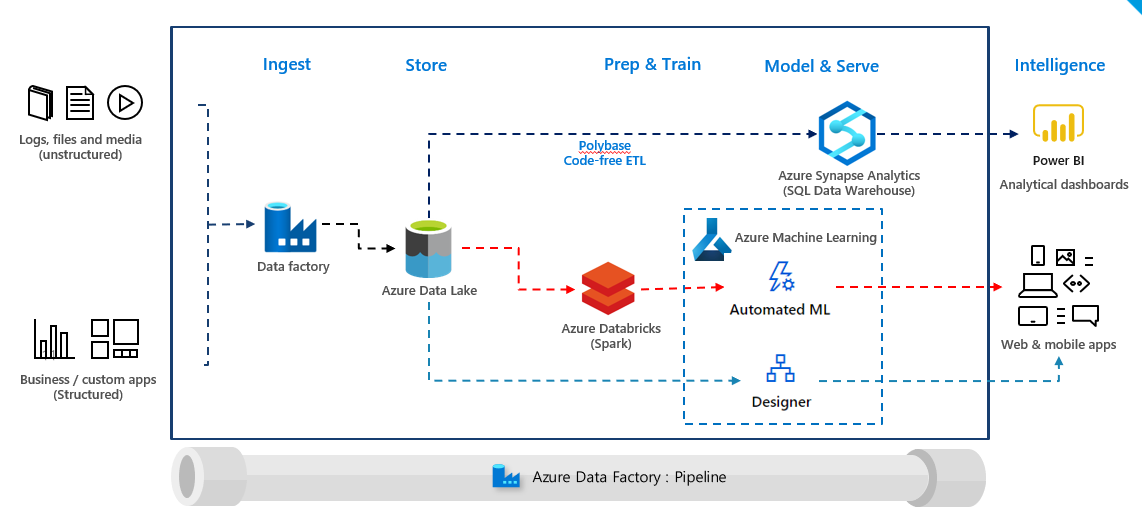 Ingest
Store
Prep & Train
Model & Serve
Intelligence
Logs, files and media
(unstructured)
Polybase
Code-free ETL
Azure Synapse Analytics
(SQL Data Warehouse)
Power BI
Analytical dashboards
Data factory
Azure Data Lake
Azure Machine Learning
Automated ML
Azure Databricks
(Spark)
Web & mobile apps
Business / custom apps
(Structured)
Designer
Azure Data Factory : Pipeline